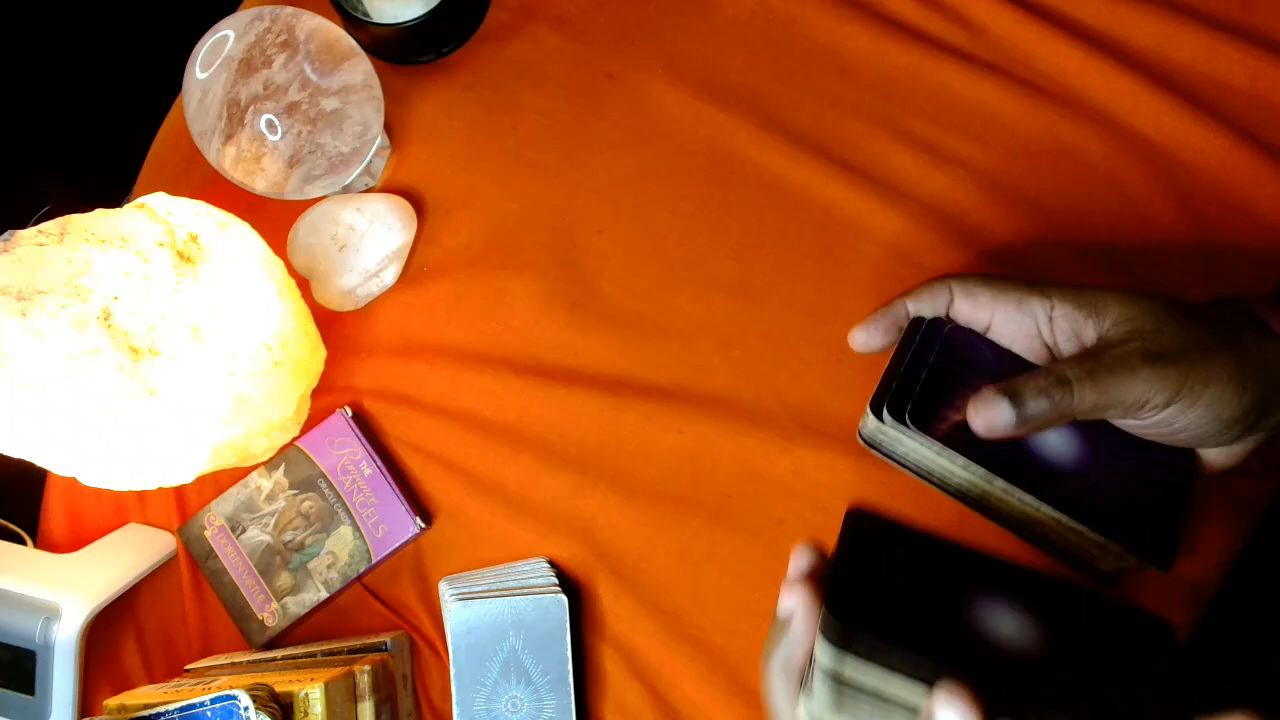 THE
Romance
ANGELS
ORACLE CARDS
DOREEN VIRTUE